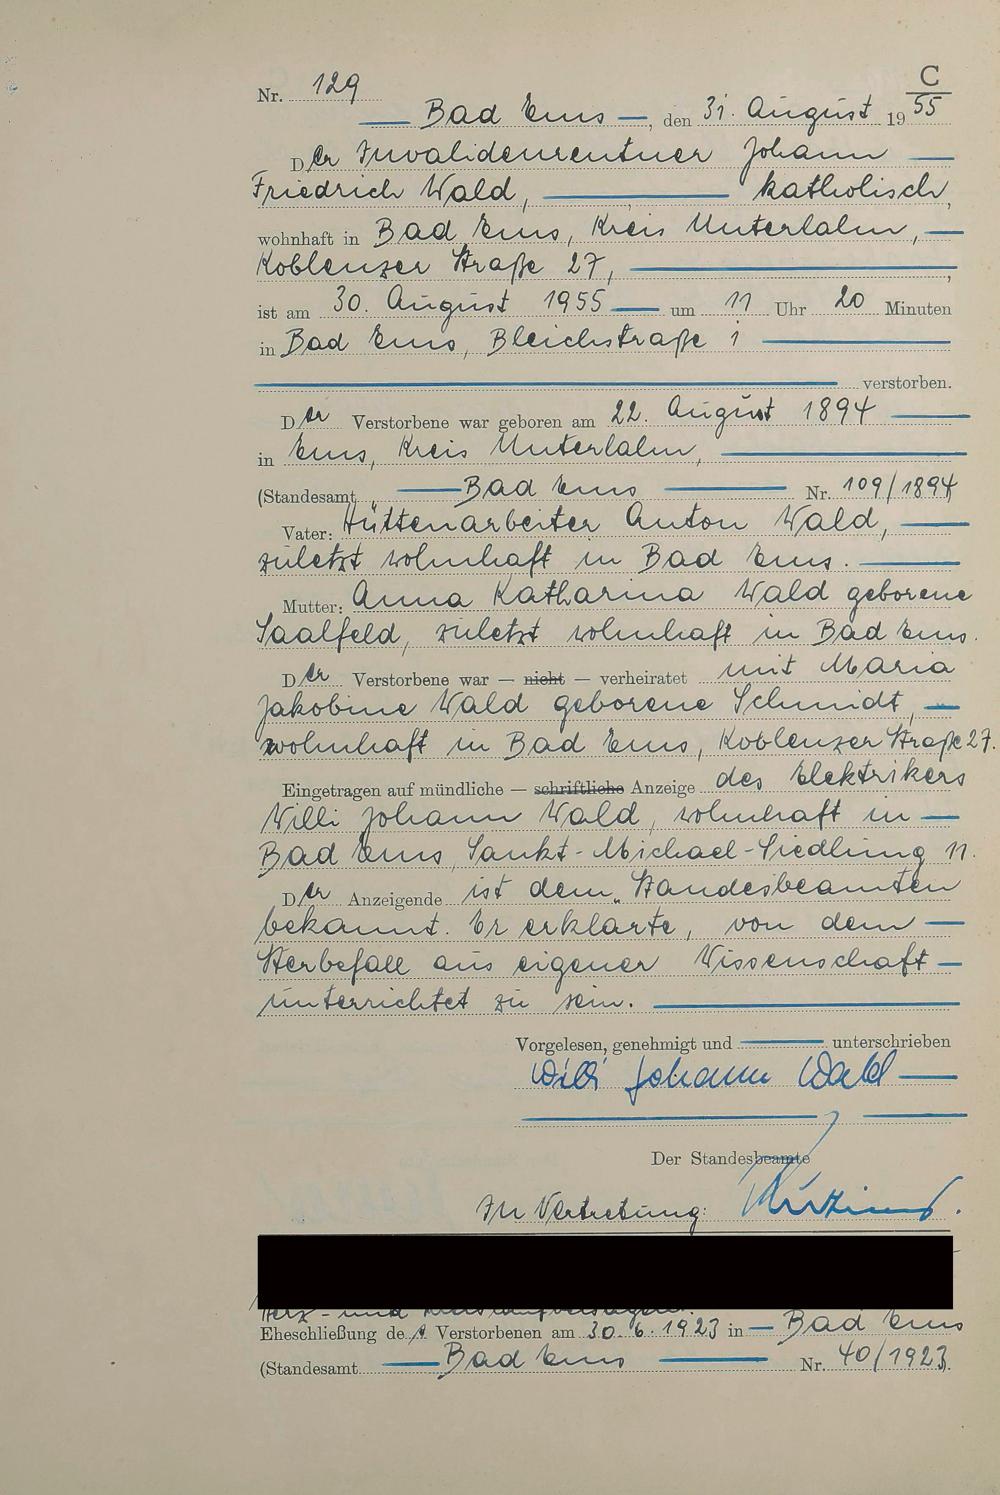 C
Nr. 129
Bad Ems, den 31. August 1955
Der Invalidenrentner Johann
Friedrich Wald, katholisch,
wohnhaft in Bad Ems, Kreis Unterlahn,
Koblenzer Straße 27,
ist am 30. August 1955 um 11 Uhr 20 Minuten
in Bad Ems, Bleichstraße 1
verstorben.
Der Verstorbene war geboren am 22. August 1894
in Ems, Kreis Unterlahn,
(Standesamt Bad Ems Nr. 109/1894
Vater: Hüttenarbeiter Anton Wald,
zuletzt wohnhaft in Bad Ems.
Mutter: Anna Katharina Wald geborene
Saalfeld, zuletzt wohnhaft in Bad Ems.
Der Verstorbene war — nicht — verheiratet mit Maria
Jakobine Wald geborene Schmidt,
wohnhaft in Bad Ems, Koblenzer Straße 27.
Eingetragen auf mündliche — schriftliche Anzeige des Elektrikers
Willi Johann Wald, wohnhaft in
Bad Ems, Sankt-Michael-Siedlung 11.
Der Anzeigende ist dem Standesbeamten
bekannt. Er erklärte, von dem
Sterbefall aus eigener Wissenschaft
unterrichtet zu sein.
Vorgelesen, genehmigt und unterschrieben
Willi Johann Wald
Der Standesbeamte
In Vertretung:
Herz- und
Eheschließung des Verstorbenen am 30.6.1923 in Bad Ems
(Standesamt Bad Ems Nr. 40/1923).